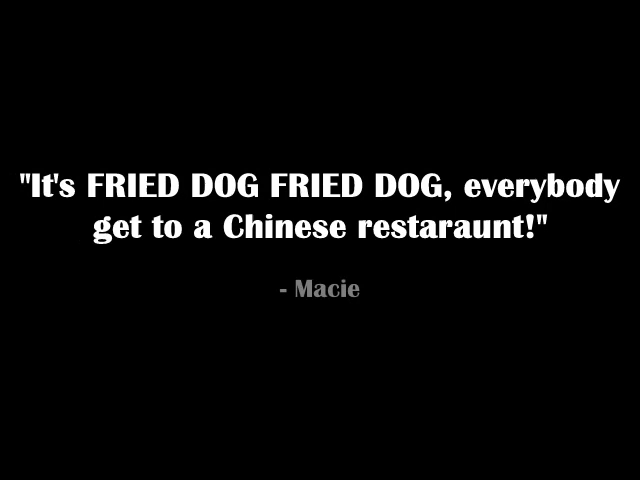 "It's FRIED DOG FRIED DOG, everybody
get to a Chinese restaraunt!"
- Macie